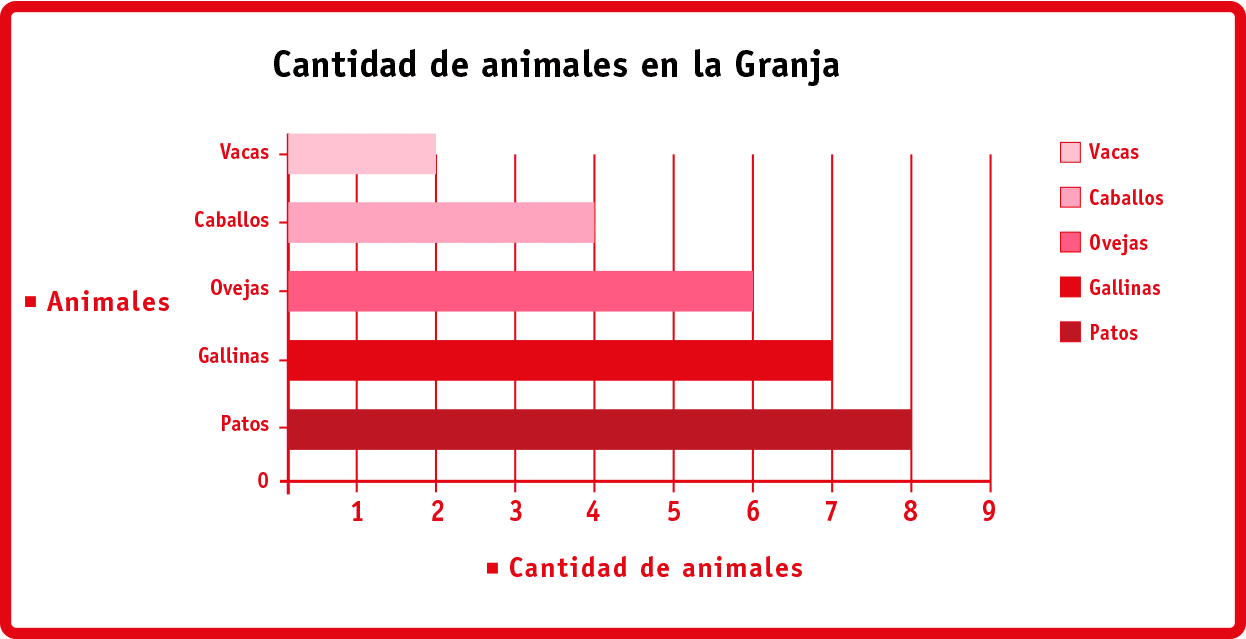 Cantidad de animales en la Granja
Vacas
Caballos
Ovejas
Gallinas
Patos
0
Animales
1 2 3 4 5 6 7 8 9
Cantidad de animales
Vacas
Caballos
Ovejas
Gallinas
Patos